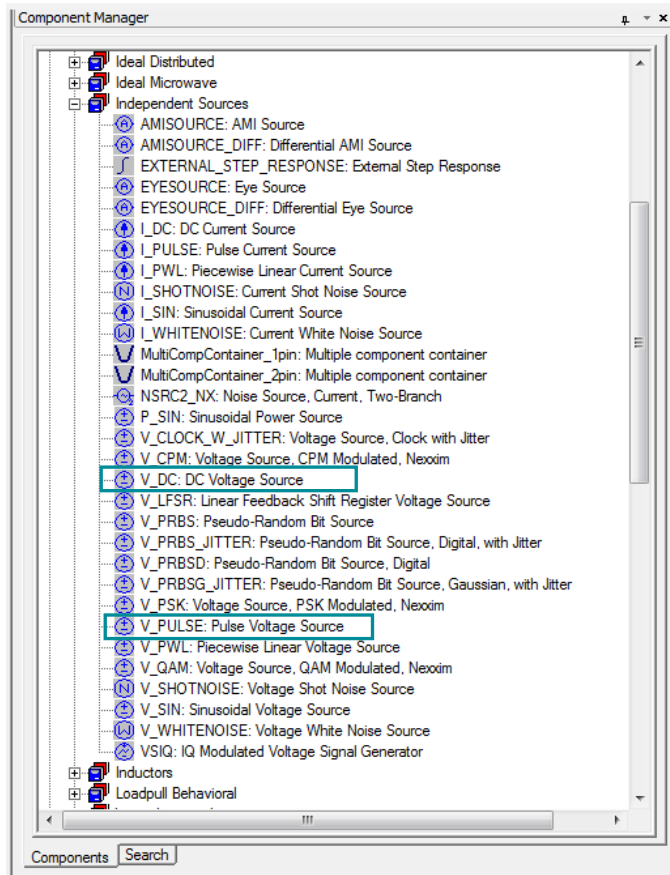 Component Manager
Ideal Distributed
Ideal Microwave
Independent Sources
AMISOURCE: AMI Source
AMISOURCE_DIFF: Differential AMI Source
EXTERNAL_STEP_RESPONSE: External Step Response
EYESOURCE: Eye Source
EYESOURCE_DIFF: Differential Eye Source
I_DC: DC Current Source
I_PULSE: Pulse Current Source
I_PWL: Piecewise Linear Current Source
I_SHOTNOISE: Current Shot Noise Source
I_SIN: Sinusoidal Current Source
I_WHITENOISE: Current White Noise Source
MultiCompContainer_1pin: Multiple component container
MultiCompContainer_2pin: Multiple component container
NSRC2_NX: Noise Source, Current, Two-Branch
P_SIN: Sinusoidal Power Source
V_CLOCK_W_JITTER: Voltage Source, Clock with Jitter
V_CPM: Voltage Source, CPM Modulated, Nexxim
V_DC: DC Voltage Source
V_LFSR: Linear Feedback Shift Register Voltage Source
V_PRBS: Pseudo-Random Bit Source
V_PRBS_JITTER: Pseudo-Random Bit Source, Digital, with Jitter
V_PRBSD: Pseudo-Random Bit Source, Digital
V_PRBSG_JITTER: Pseudo-Random Bit Source, Gaussian, with Jitter
V_PSK: Voltage Source, PSK Modulated, Nexxim
V_PULSE: Pulse Voltage Source
V_PWL: Piecewise Linear Voltage Source
V_QAM: Voltage Source, QAM Modulated, Nexxim
V_SHOTNOISE: Voltage Shot Noise Source
V_SIN: Sinusoidal Voltage Source
V_WHITENOISE: Voltage White Noise Source
VSIQ: IQ Modulated Voltage Signal Generator
Inductors
Loadpull Behavioral
Components Search